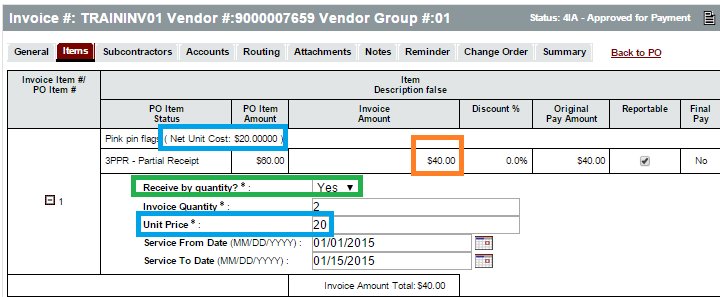 Invoice #: TRAININV01 Vendor #:9000007659 Vendor Group #:01 Status: 4IA - Approved for Payment
General Items Subcontractors Accounts Routing Attachments Notes Reminder Change Order Summary Back to PO
Invoice Item #/
PO Item #
Item
Description false
PO Item
Status
PO Item
Amount
Invoice
Amount
Discount %
Original
Pay Amount
Reportable
Final
Pay
Pink pin flags ( Net Unit Cost: $20.00000 )
3PPR - Partial Receipt $60.00 $40.00 0.0% $40.00 No
1
Receive by quantity? * : Yes
Invoice Quantity * : 2
Unit Price * : 20
Service From Date (MM/DD/YYYY) : 01/01/2015
Service To Date (MM/DD/YYYY) : 01/15/2015
Invoice Amount Total: $40.00